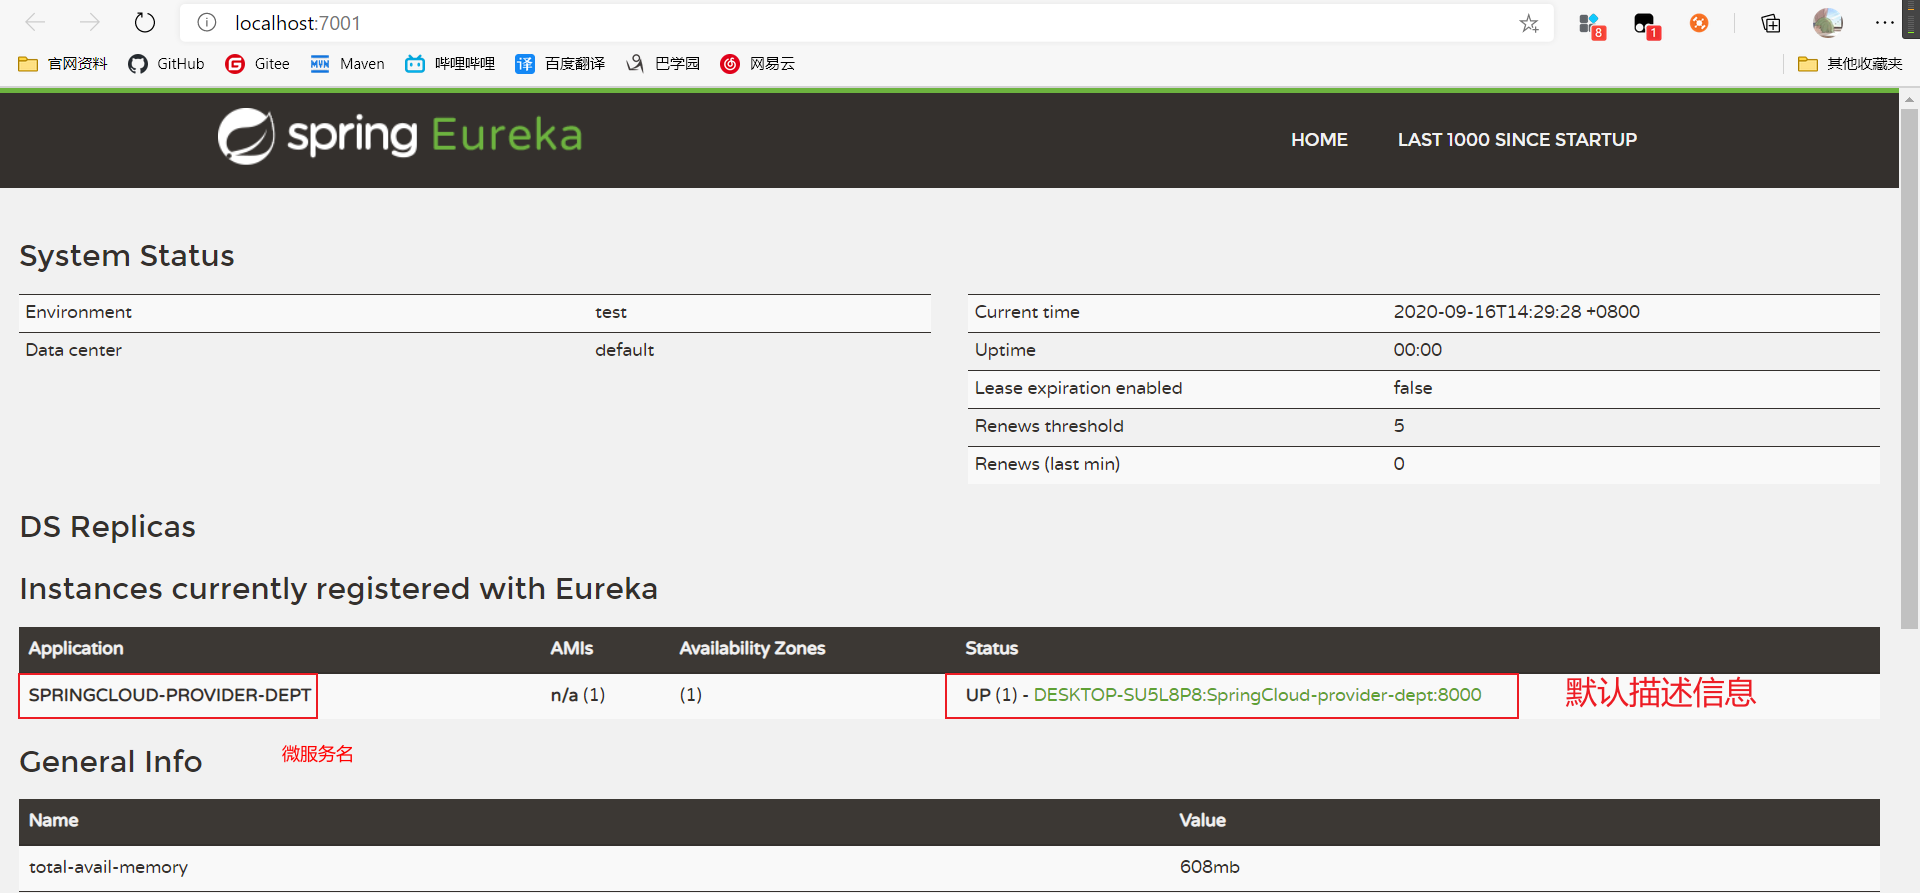 localhost:7001
8
1
官网资料 GitHub Gitee MVN Maven 哔哩哔哩 译 百度翻译 巴学园 网易云 其他收藏夹
spring Eureka HOME LAST 1000 SINCE STARTUP
System Status
Environment test
Data center default
Current time 2020-09-16T14:29:28 +0800
Uptime 00:00
Lease expiration enabled false
Renews threshold 5
Renews (last min) 0
DS Replicas
Instances currently registered with Eureka
Application AMIs Availability Zones Status
SPRINGCLOUD-PROVIDER-DEPT n/a (1) (1) UP (1) - DESKTOP-SU5L8P8:SpringCloud-provider-dept:8000 默认描述信息
General Info 微服务名
Name Value
total-avail-memory 608mb